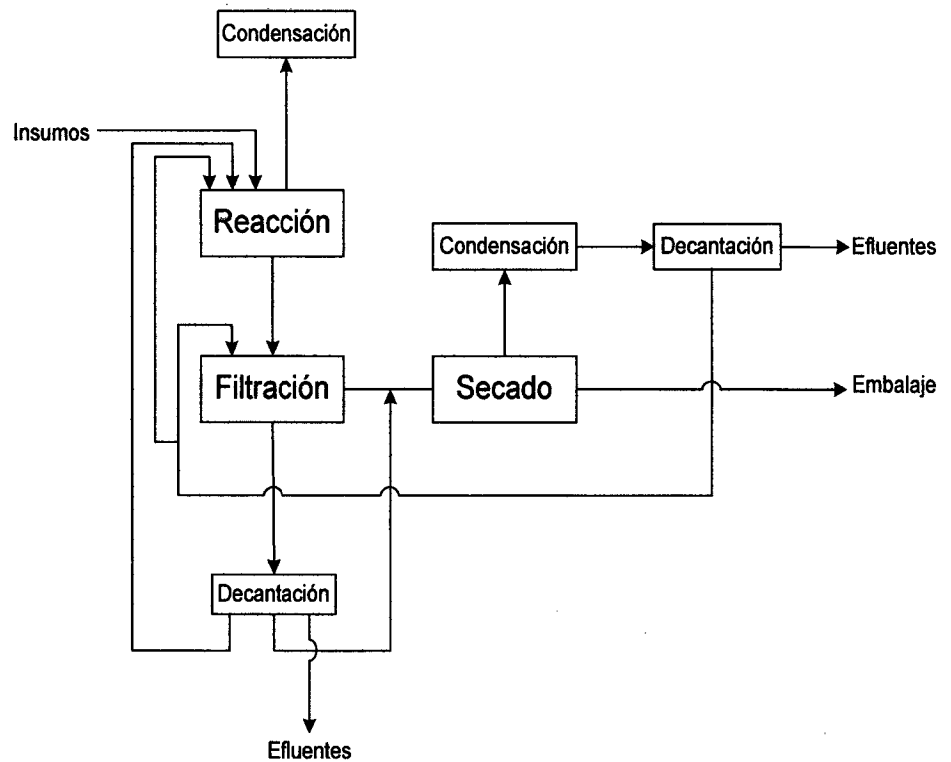 Condensación
Insumos
Reacción
Condensación
Decantación
Efluentes
Filtración
Secado
Embalaje
Decantación
Efluentes